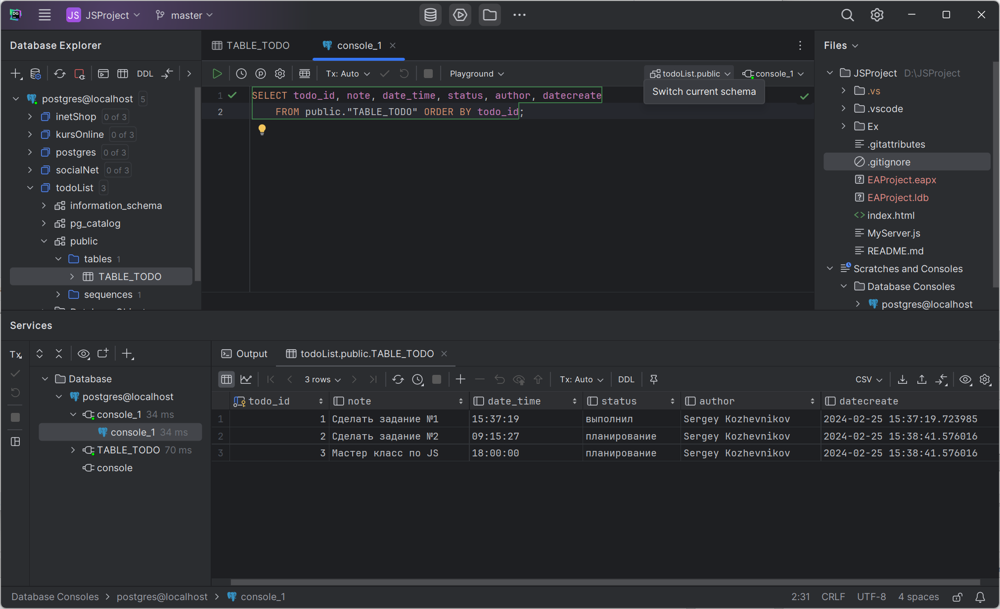 JS JSProject master
Database Explorer
TABLE_TODO
console_1
Files
DDL
Tx: Auto
Playground
todoList.public
console_1
Switch current schema
1
SELECT todo_id, note, date_time, status, author, datecreate
2
FROM public."TABLE_TODO" ORDER BY todo_id;
postgres@localhost 5
inetShop 0 of 3
kursOnline 0 of 3
postgres 0 of 3
socialNet 0 of 3
todoList 3
information_schema
pg_catalog
public
tables 1
TABLE_TODO
sequences 1
JSProject D:\JSProject
.vs
.vscode
Ex
.gitattributes
.gitignore
EAProject.eapx
EAProject.ldb
index.html
MyServer.js
README.md
Scratches and Consoles
Database Consoles
postgres@localhost
Services
Tx
Database
postgres@localhost
console_1 34 ms
console_1 34 ms
TABLE_TODO 70 ms
console
Output
todoList.public.TABLE_TODO
3 rows
Tx: Auto
DDL
CSV
todo_id note date_time status author datecreate
1 1 Сделать задание №1 15:37:19 выполнил Sergey Kozhevnikov 2024-02-25 15:37:19.723985
2 2 Сделать задание №2 09:15:27 планирование Sergey Kozhevnikov 2024-02-25 15:38:41.576016
3 3 Мастер класс по JS 18:00:00 планирование Sergey Kozhevnikov 2024-02-25 15:38:41.576016
Database Consoles > postgres@localhost > console_1
2:31 CRLF UTF-8 4 spaces